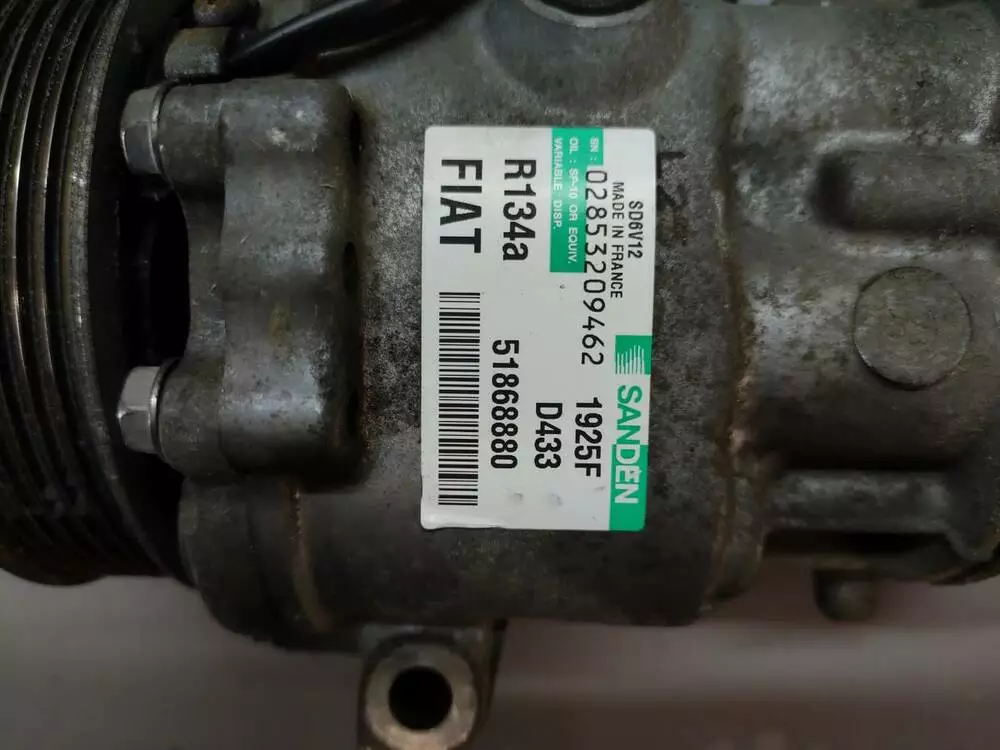 SD6V12
MADE IN FRANCE
SANDEN
SN : 02853209462 1925F
OIL : SP-10 OR EQUIV.
VARIABLE DISP.
D433
R134a 51868880
FIAT